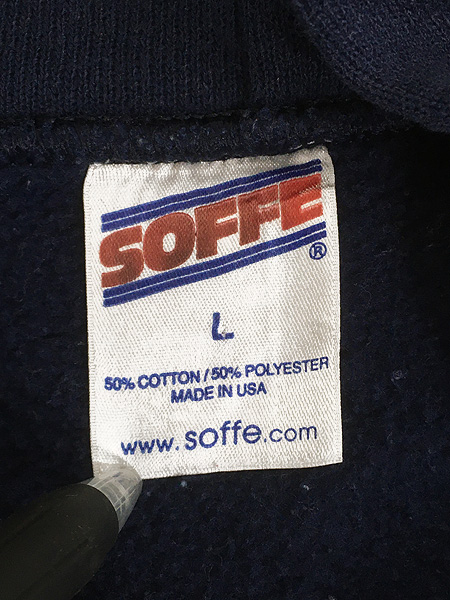 SOFFE
®
L
50% COTTON / 50% POLYESTER
MADE IN USA
www.soffe.com